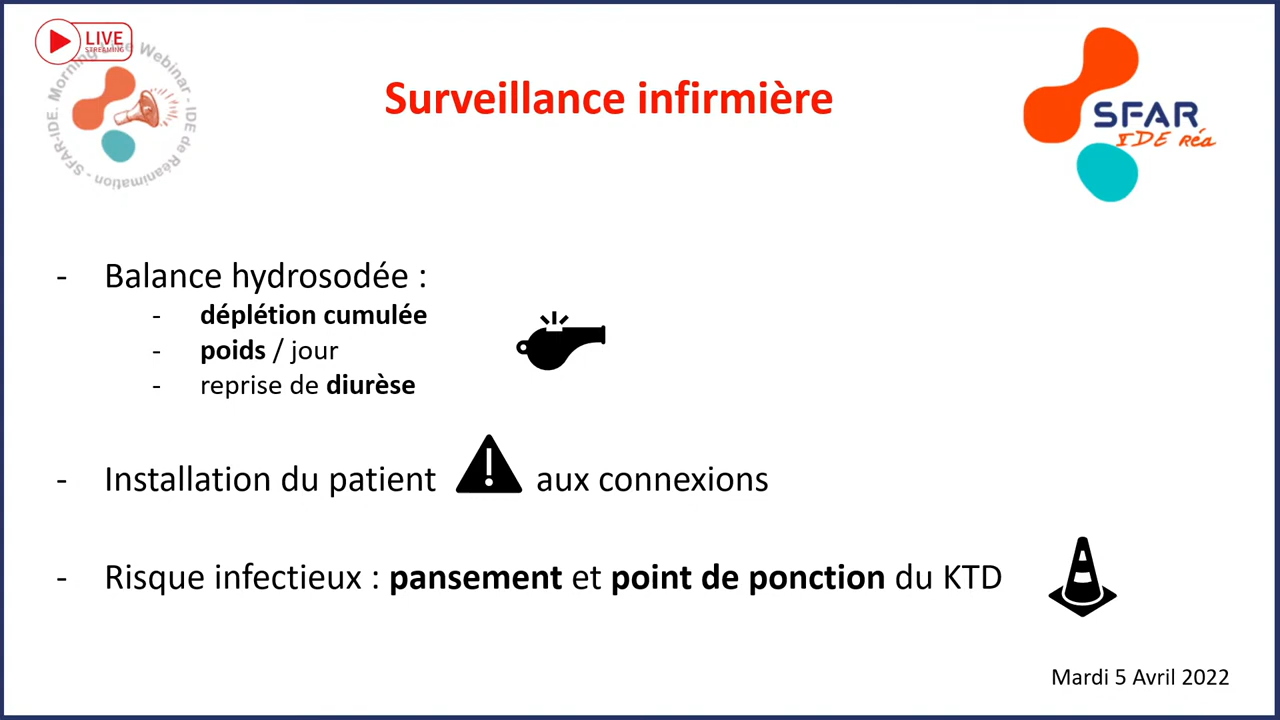 LIVE
STREAMING
Morning Live Webinar - IDE de Réanimation - SFAR-IDE.
Surveillance infirmière
SFAR
IDE Réa
- Balance hydrosodée :
- déplétion cumulée
- poids / jour
- reprise de diurèse
- Installation du patient ! aux connexions
- Risque infectieux : pansement et point de ponction du KTD
Mardi 5 Avril 2022